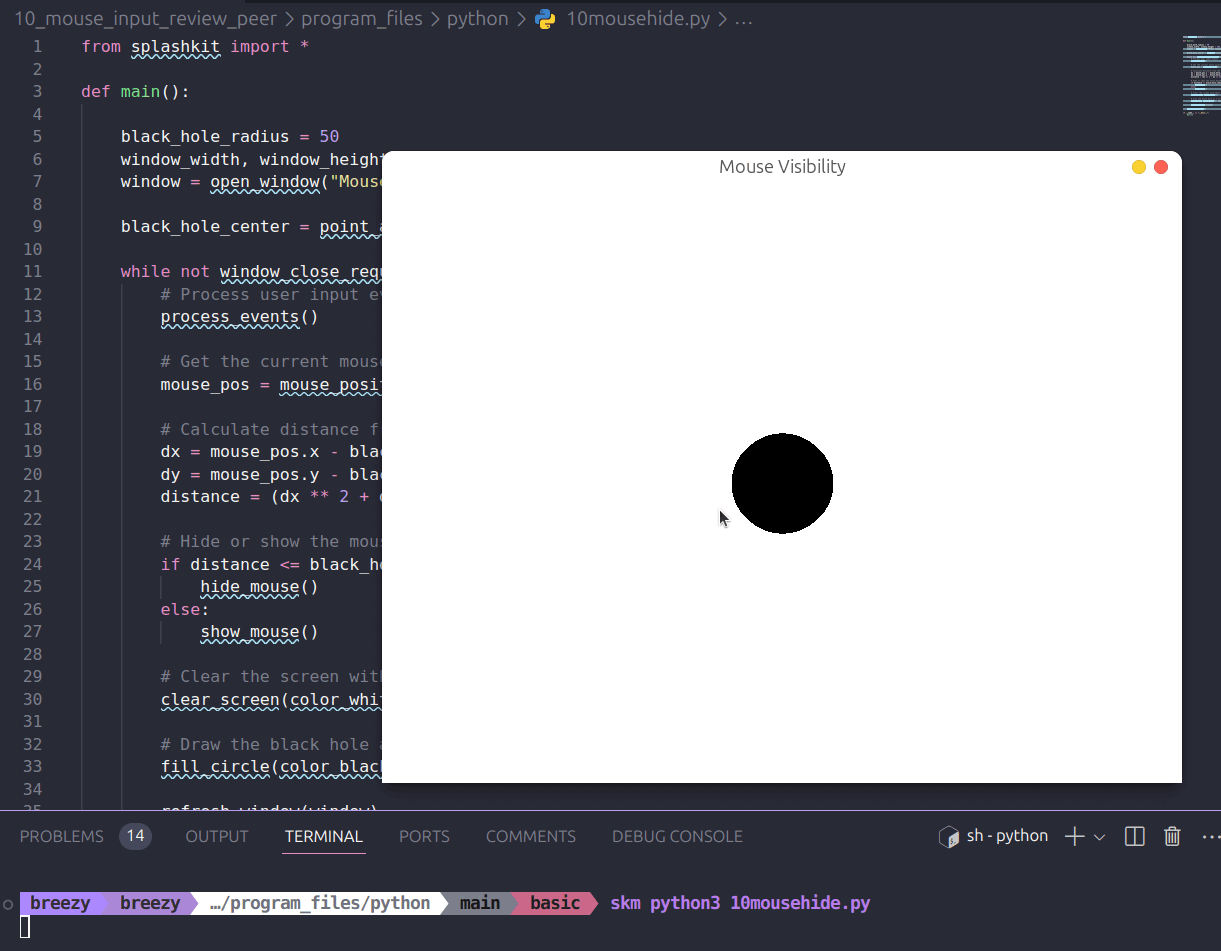 10_mouse_input_review_peer > program_files > python > 10mousehide.py > ...
1 from splashkit import *
2
3 def main():
4
5 black_hole_radius = 50
6 window_width, window_height
7 window = open_window("Mouse
8
9 black_hole_center = point_a
10
11 while not window_close_requ
12 # Process user input ev
13 process_events()
14
15 # Get the current mouse
16 mouse_pos = mouse_posit
17
18 # Calculate distance f
19 dx = mouse_pos.x - blac
20 dy = mouse_pos.y - blac
21 distance = (dx ** 2 + d
22
23 # Hide or show the mous
24 if distance <= black_ho
25 hide_mouse()
26 else:
27 show_mouse()
28
29 # Clear the screen with
30 clear_screen(color_whit
31
32 # Draw the black hole a
33 fill_circle(color_black
34
35 refresh_window(window)
Mouse Visibility
PROBLEMS 14 OUTPUT TERMINAL PORTS COMMENTS DEBUG CONSOLE sh - python
breezy breezy …/program_files/python main basic skm python3 10mousehide.py